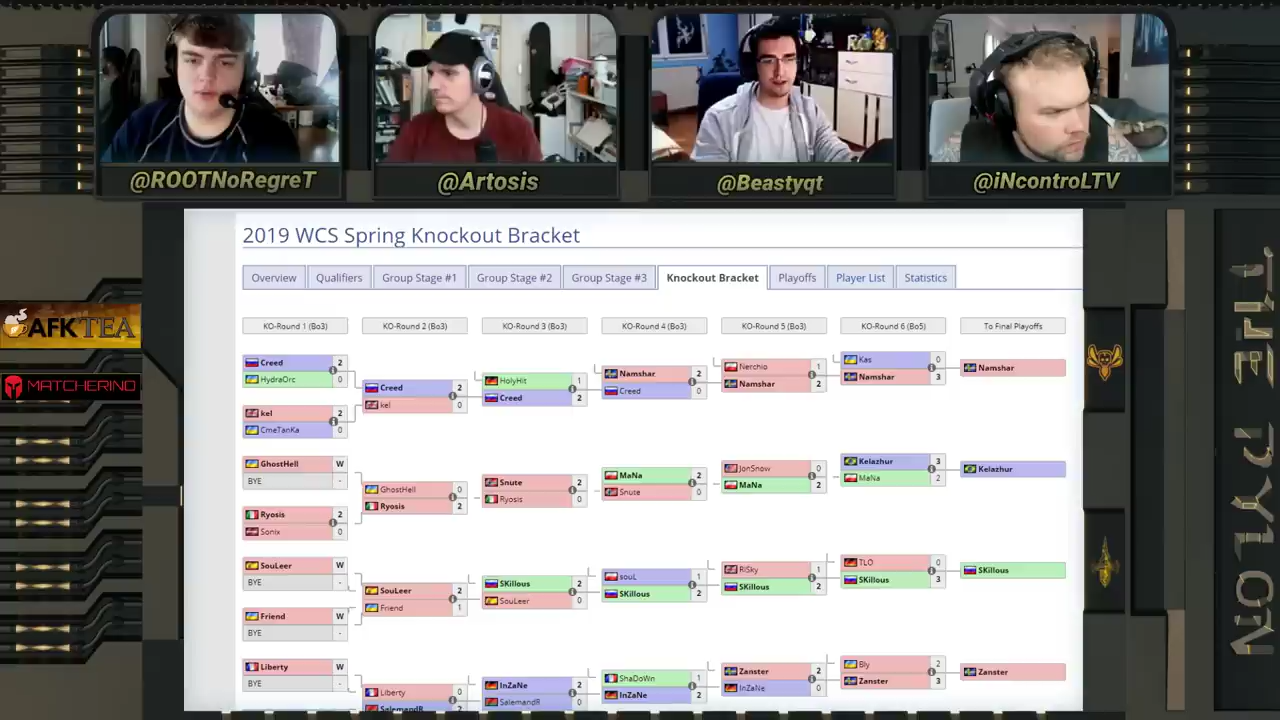 @ROOTNoRegreT
@Artosis
@Beastyqt
@iNcontroLTV
2019 WCS Spring Knockout Bracket
Overview
Qualifiers
Group Stage #1
Group Stage #2
Group Stage #3
Knockout Bracket
Playoffs
Player List
Statistics
KO-Round 1 (Bo3)
KO-Round 2 (Bo3)
KO-Round 3 (Bo3)
KO-Round 4 (Bo3)
KO-Round 5 (Bo3)
KO-Round 6 (Bo5)
To Final Playoffs
Creed 2
HydraOrc 0
kel 2
CmeTanKa 0
GhostHell W
BYE -
Ryosis 2
Sonix 0
SouLeer W
BYE -
Friend W
BYE -
Liberty W
BYE -
Creed 2
kel 0
GhostHell 0
Ryosis 2
SouLeer 2
Friend 1
Liberty 0
SalemandR 2
HolyHit 1
Creed 2
Snute 2
Ryosis 0
SKillous 2
SouLeer 0
InZaNe 2
SalemandR 0
Namshar 2
Creed 0
MaNa 2
Snute 0
souL 1
SKillous 2
ShaDoWn 1
InZaNe 2
Nerchio 1
Namshar 2
JonSnow 0
MaNa 2
RiSky 1
SKillous 2
Zanster 2
InZaNe 0
Kas 0
Namshar 3
Kelazhur 3
MaNa 2
TLO 0
SKillous 3
Bly 2
Zanster 3
Namshar
Kelazhur
SKillous
Zanster
AFKTEA
MATCHERINO
THE PYLON